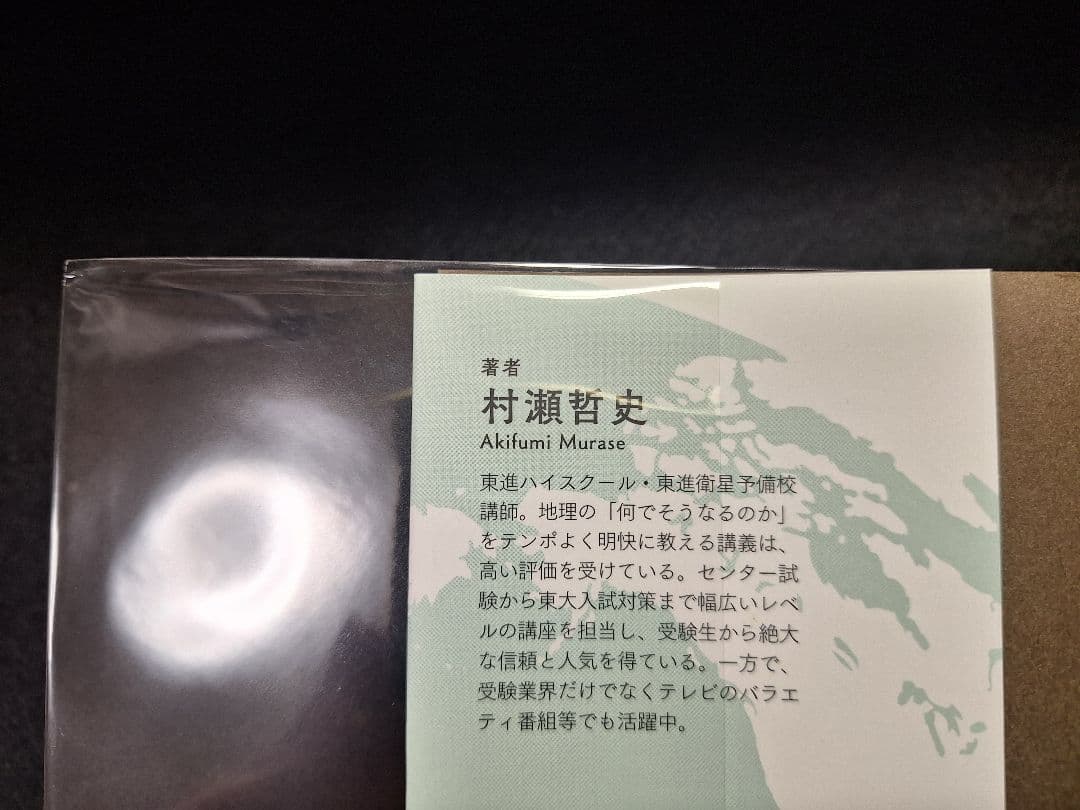 著者
村瀬哲史
Akifumi Murase
東進ハイスクール・東進衛星予備校
講師。地理の「何でそうなるのか」
をテンポよく明快に教える講義は、
高い評価を受けている。センター試
験から東大入試対策まで幅広いレベ
ルの講座を担当し、受験生から絶大
な信頼と人気を得ている。一方で、
受験業界だけでなくテレビのバラエ
ティ番組等でも活躍中。